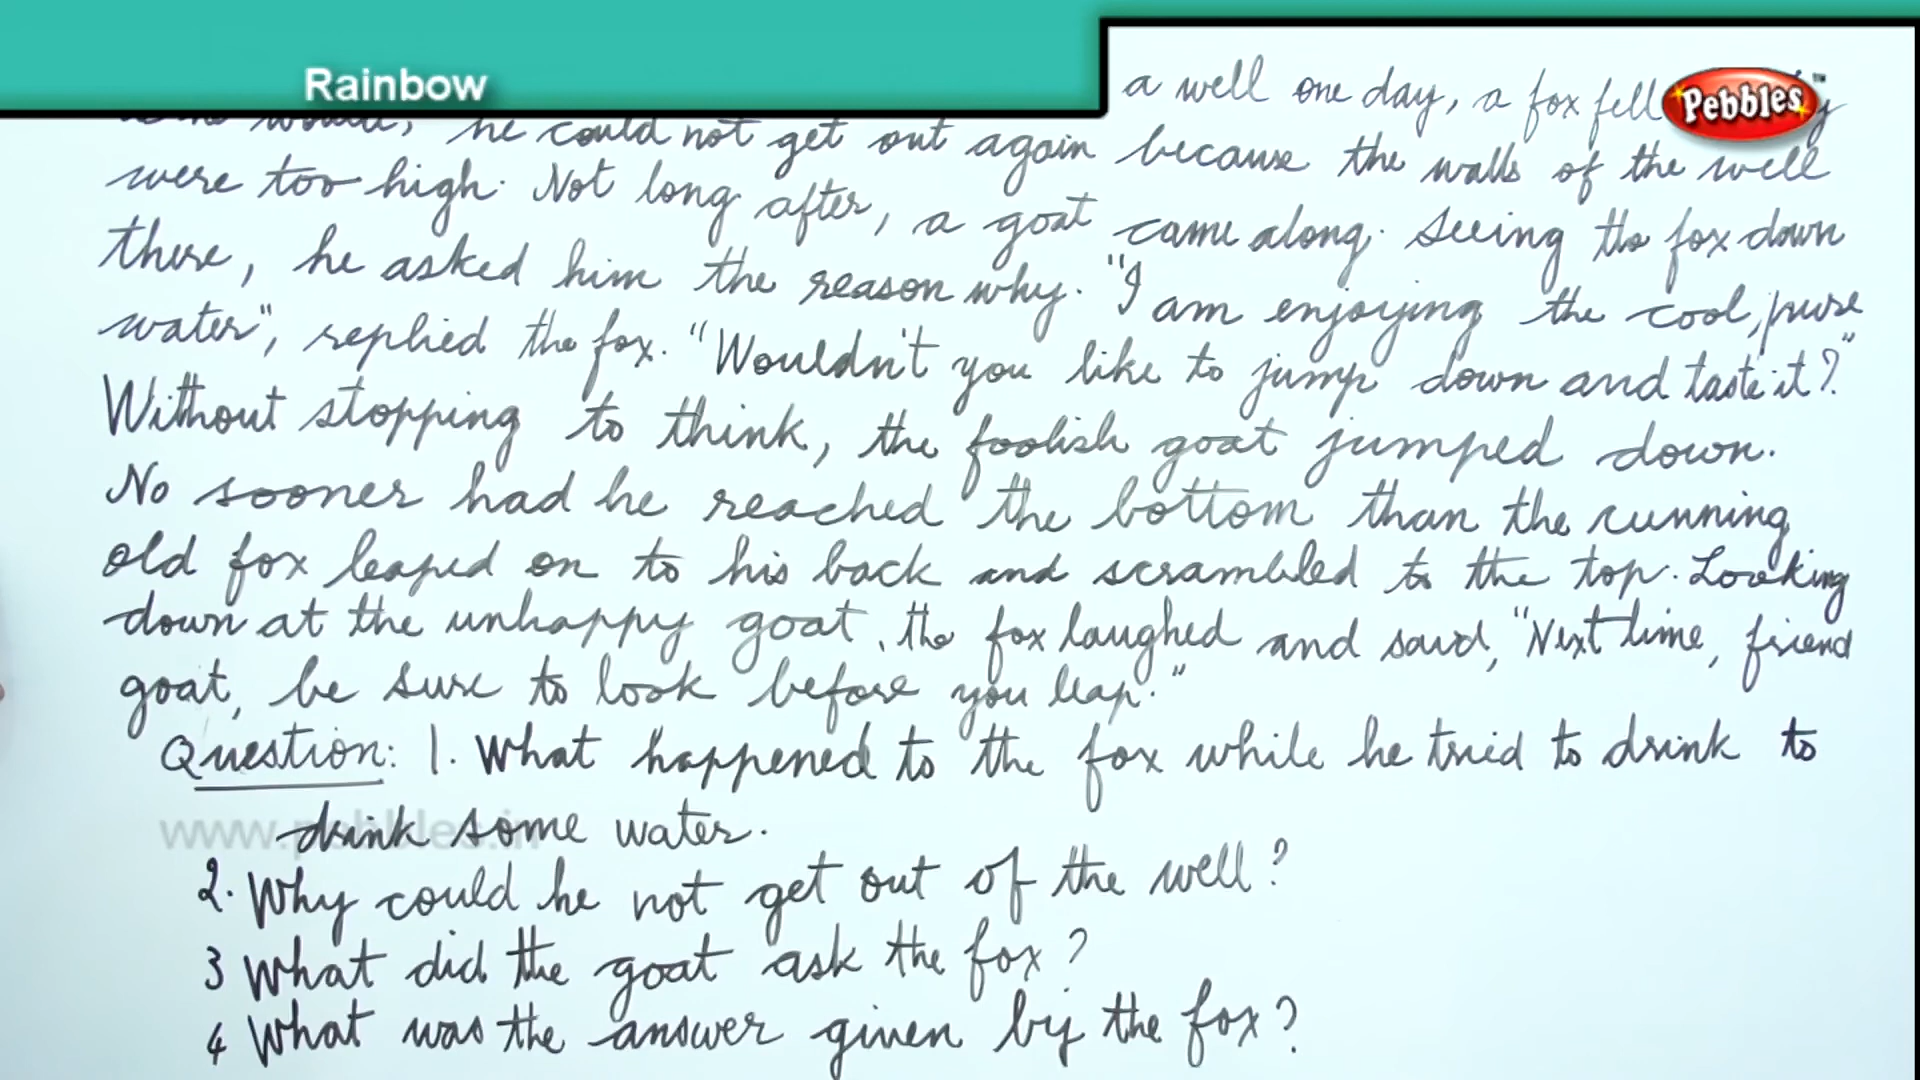 Rainbow
Pebbles™
a well one day, a fox fell
he could not get out again because the walls of the well
were too high. Not long after, a goat came along. Seeing the fox down
there, he asked him the reason why. "I am enjoying the cool, pure
water", replied the fox. "Wouldn't you like to jump down and taste it?"
Without stopping to think, the foolish goat jumped down.
No sooner had he reached the bottom than the cunning
old fox leaped on to his back and scrambled to the top. Looking
down at the unhappy goat, the fox laughed and said, "Next time, friend
goat, be sure to look before you leap."
Question: 1. What happened to the fox while he tried to drink to
drink some water.
www.pebbles.in
2. Why could he not get out of the well?
3 What did the goat ask the fox?
4 What was the answer given by the fox?